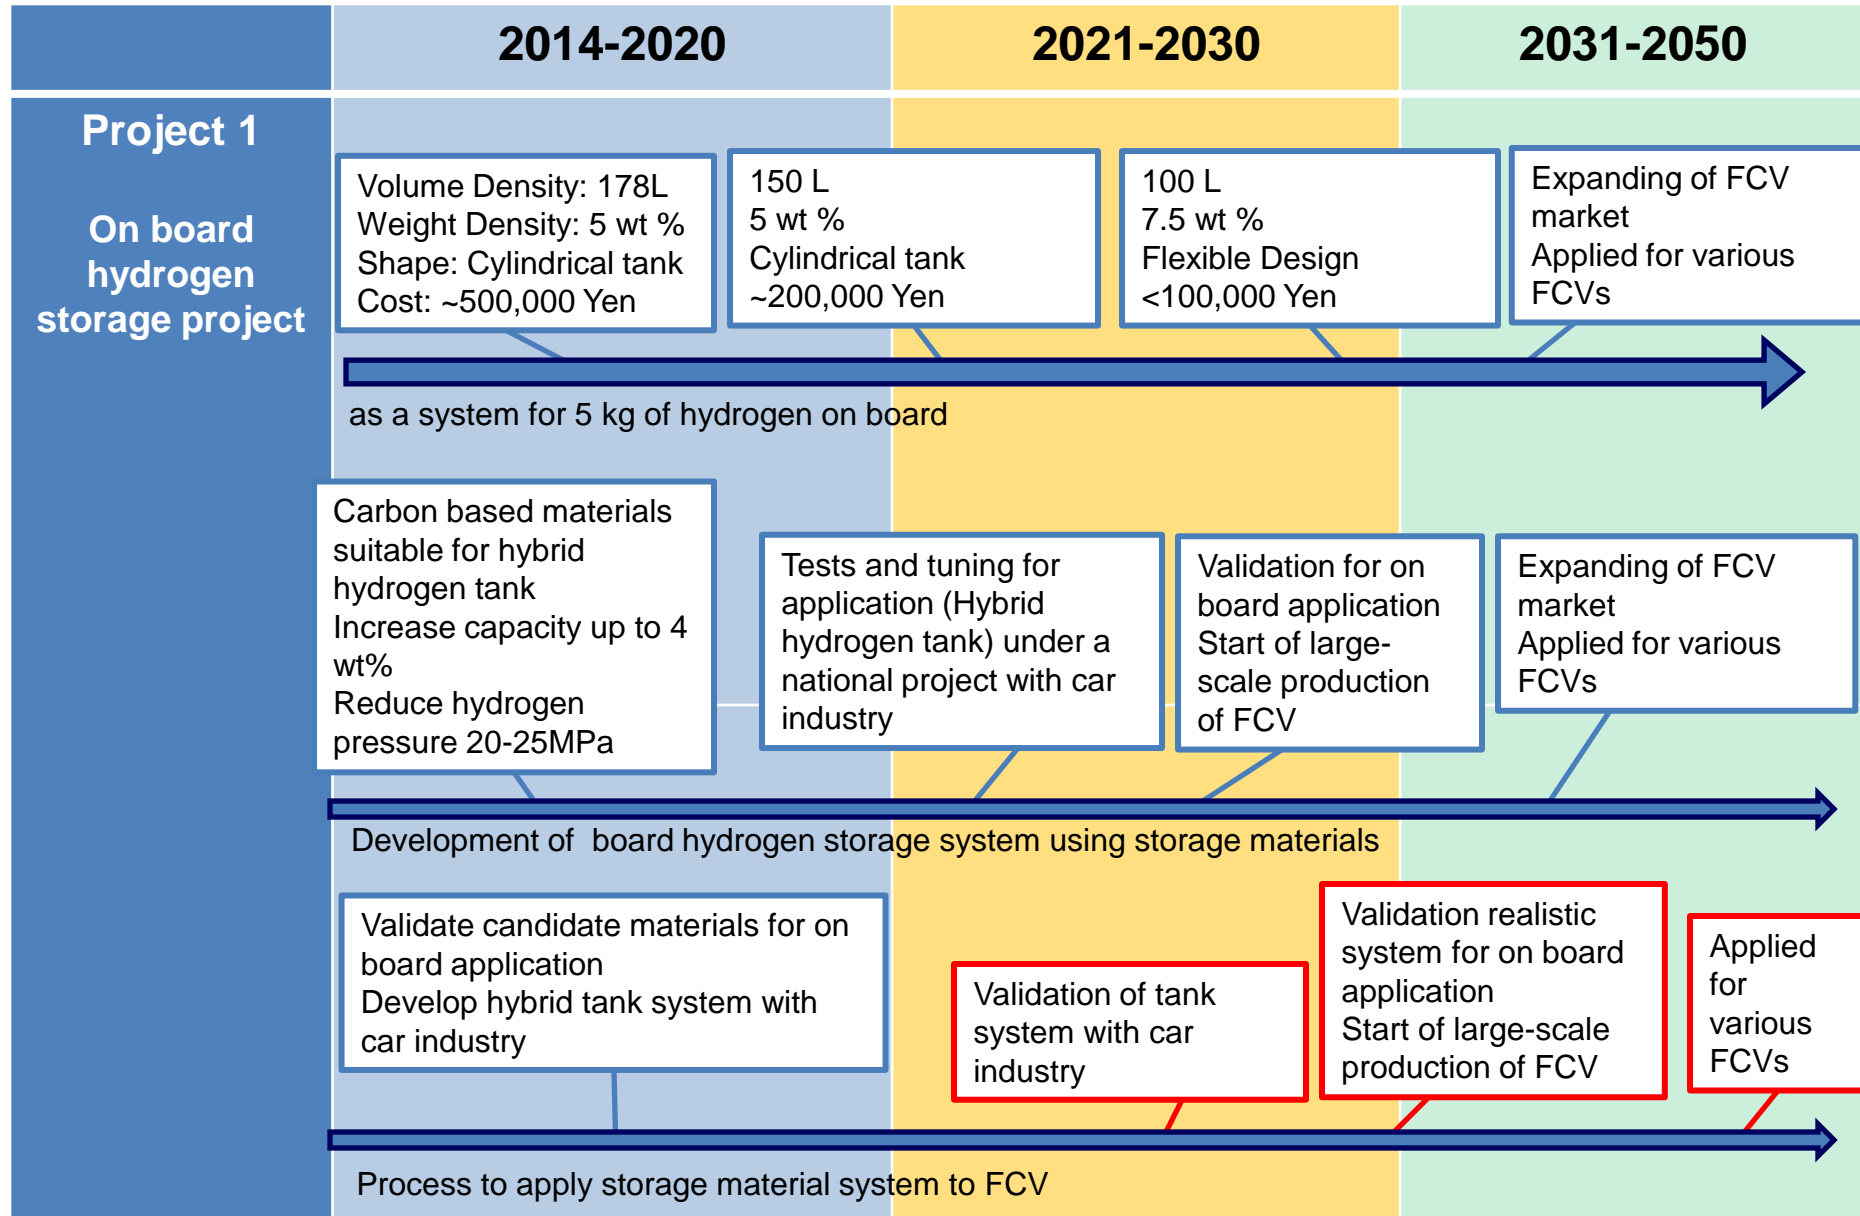 2014-2020
2021-2030
2031-2050
Project 1
On board
hydrogen
storage project
Volume Density: 178L
Weight Density: 5 wt %
Shape: Cylindrical tank
Cost: ~500,000 Yen
150 L
5 wt %
Cylindrical tank
~200,000 Yen
100 L
7.5 wt %
Flexible Design
<100,000 Yen
Expanding of FCV
market
Applied for various
FCVs
as a system for 5 kg of hydrogen on board
Carbon based materials
suitable for hybrid
hydrogen tank
Increase capacity up to 4
wt%
Reduce hydrogen
pressure 20-25MPa
Tests and tuning for
application (Hybrid
hydrogen tank) under a
national project with car
industry
Validation for on
board application
Start of large-
scale production
of FCV
Expanding of FCV
market
Applied for various
FCVs
Development of  board hydrogen storage system using storage materials
Validate candidate materials for on
board application
Develop hybrid tank system with
car industry
Validation of tank
system with car
industry
Validation realistic
system for on board
application
Start of large-scale
production of FCV
Applied
for
various
FCVs
Process to apply storage material system to FCV